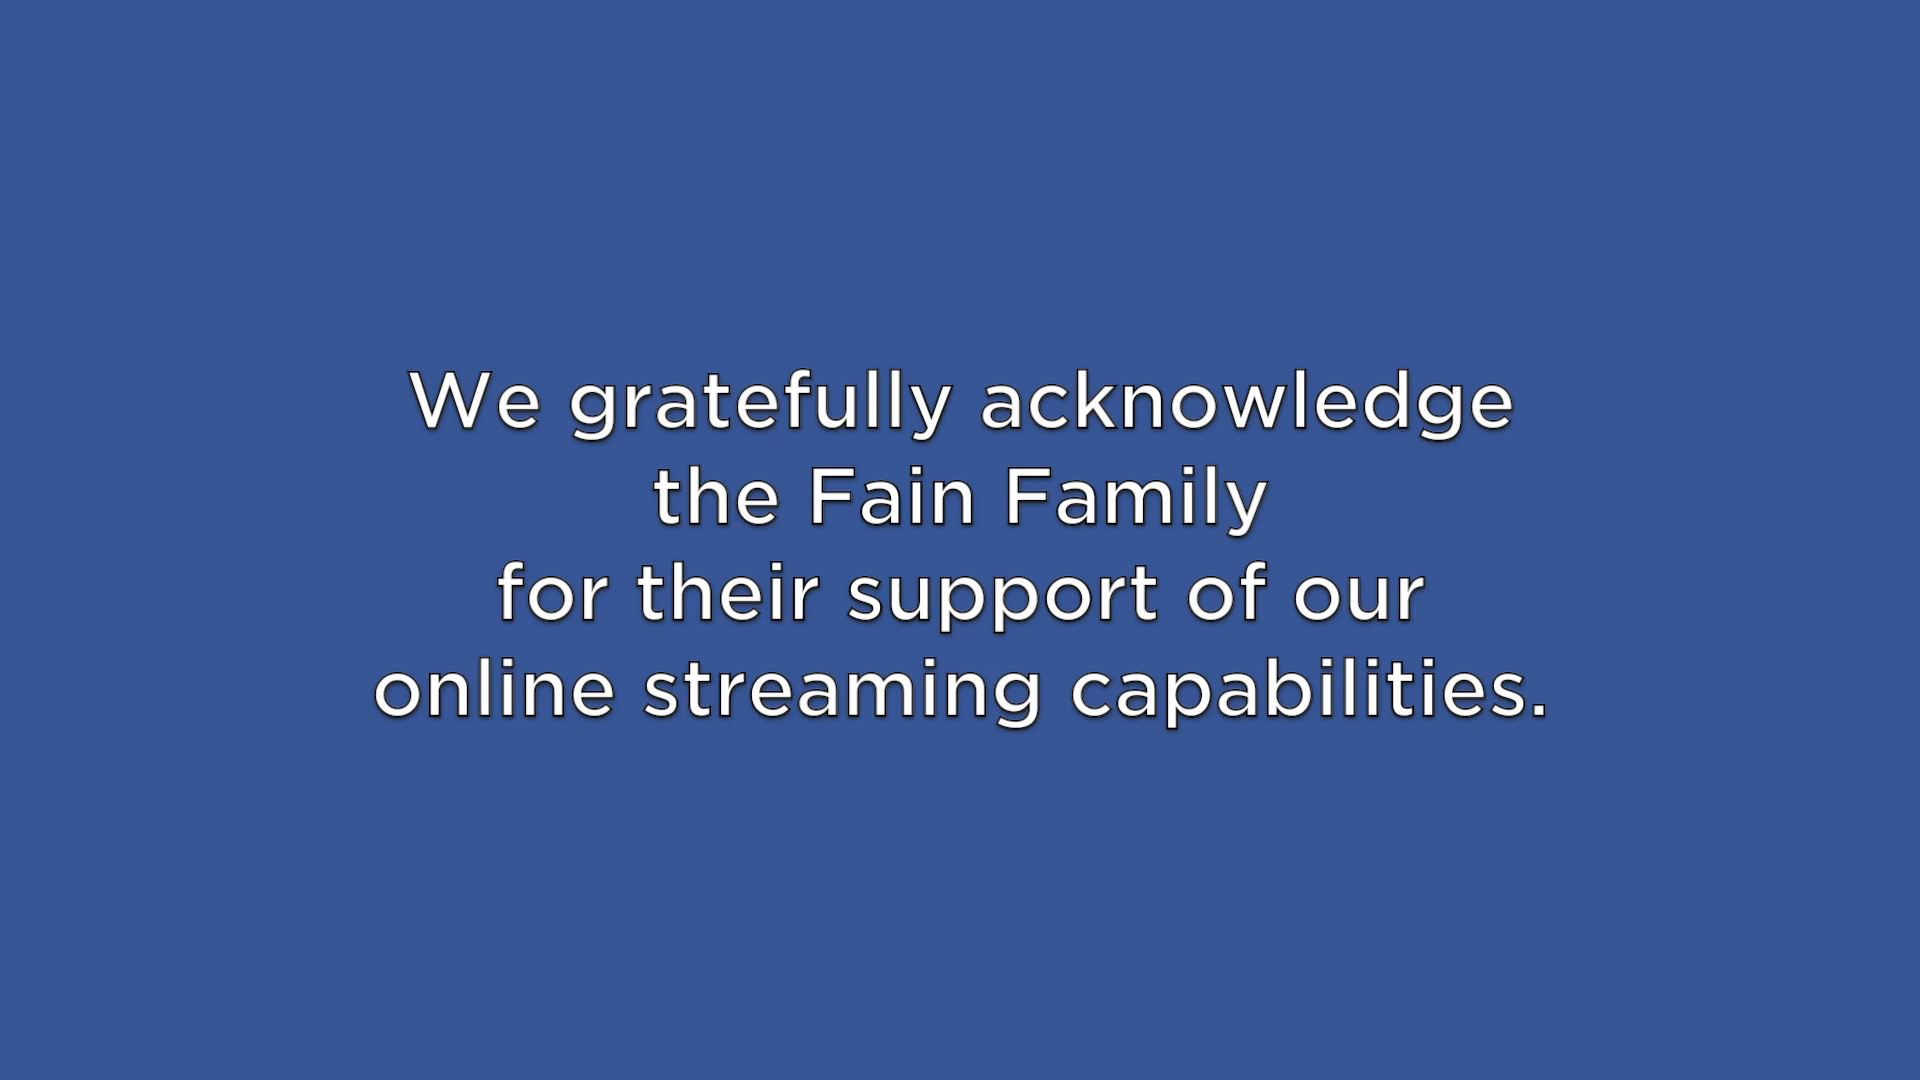 We gratefully acknowledge
the Fain Family
for their support of our
online streaming capabilities.